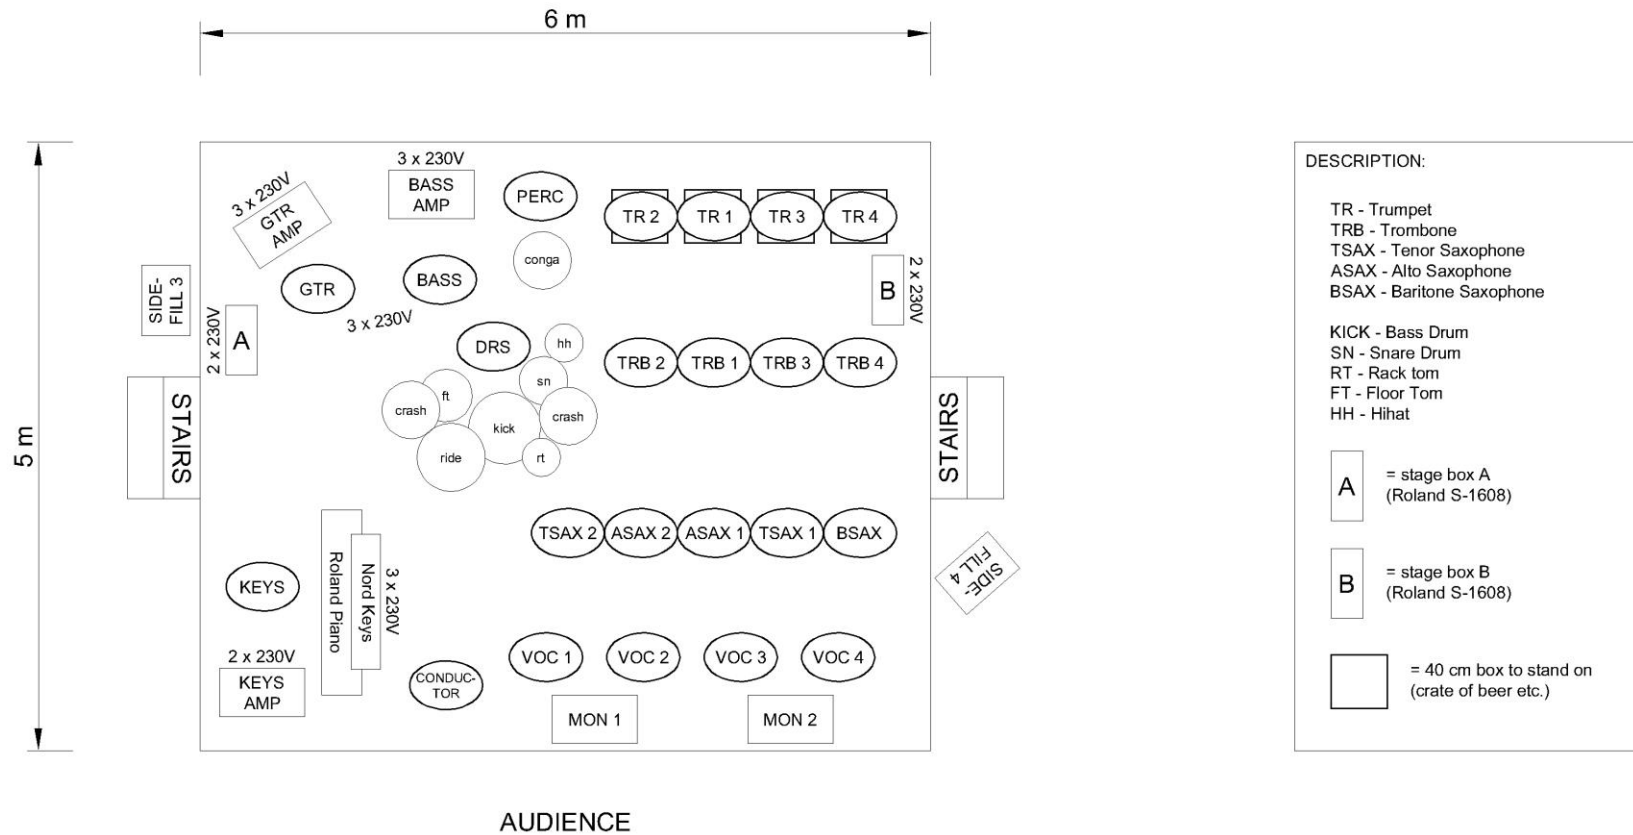 6 m
5 m
3 x 230V
BASS
AMP
3 x 230V
GTR
AMP
PERC
TR 2
TR 1
TR 3
TR 4
conga
GTR
BASS
3 x 230V
SIDE-
FILL 3
2 x 230V
A
B
2 x 230V
DRS
hh
sn
ft
crash
crash
kick
ride
rt
TRB 2
TRB 1
TRB 3
TRB 4
STAIRS
STAIRS
TSAX 2
ASAX 2
ASAX 1
TSAX 1
BSAX
SIDE-
FILL 4
KEYS
Roland Piano
Nord Keys
3 x 230V
2 x 230V
KEYS
AMP
CONDUC-
TOR
VOC 1
VOC 2
VOC 3
VOC 4
MON 1
MON 2
AUDIENCE
DESCRIPTION:
TR - Trumpet
TRB - Trombone
TSAX - Tenor Saxophone
ASAX - Alto Saxophone
BSAX - Baritone Saxophone
KICK - Bass Drum
SN - Snare Drum
RT - Rack tom
FT - Floor Tom
HH - Hihat
A
= stage box A
(Roland S-1608)
B
= stage box B
(Roland S-1608)
= 40 cm box to stand on
(crate of beer etc.)